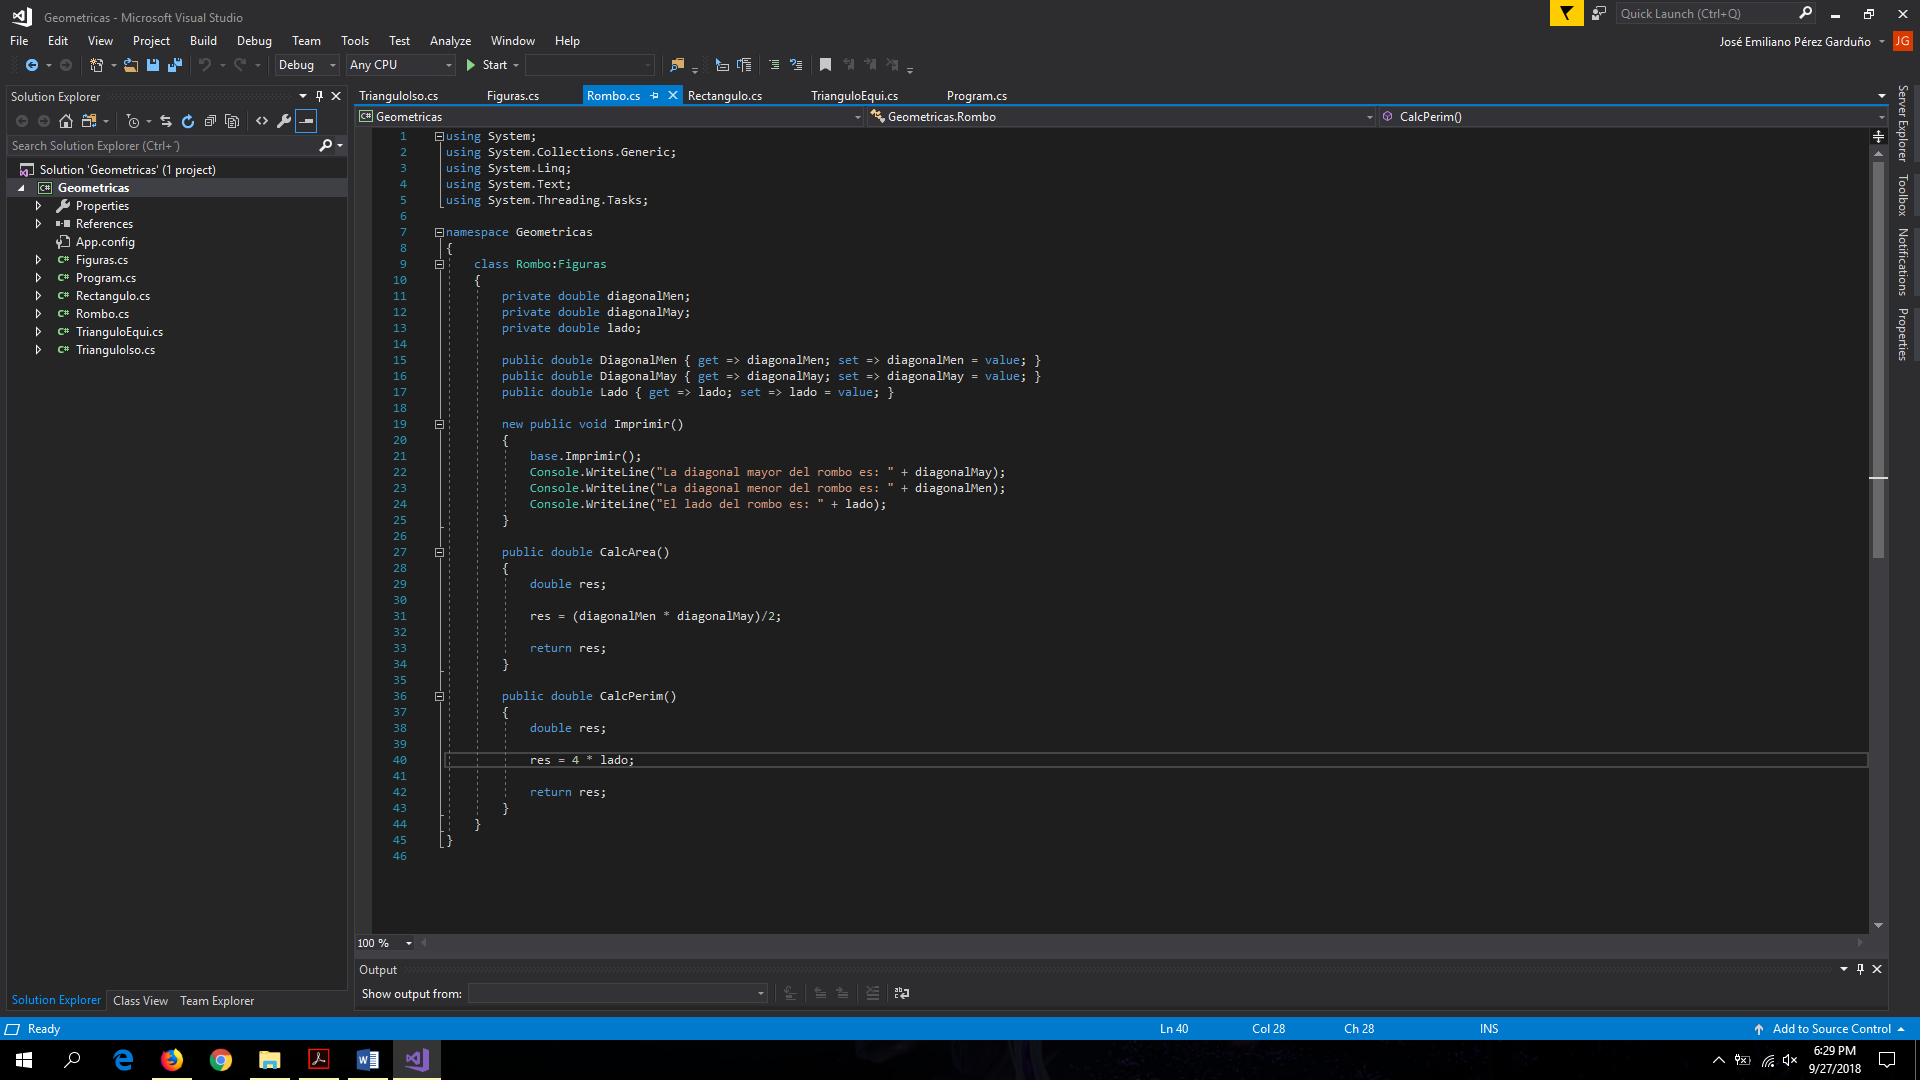 Geometricas - Microsoft Visual Studio
Quick Launch (Ctrl+Q)
File Edit View Project Build Debug Team Tools Test Analyze Window Help
José Emiliano Pérez Garduño JG
Debug Any CPU Start
Solution Explorer
Search Solution Explorer (Ctrl+´)
Solution 'Geometricas' (1 project)
Geometricas
Properties
References
App.config
Figuras.cs
Program.cs
Rectangulo.cs
Rombo.cs
TrianguloEqui.cs
TrianguloIso.cs
Solution Explorer Class View Team Explorer
TrianguloIso.cs Figuras.cs Rombo.cs Rectangulo.cs TrianguloEqui.cs Program.cs
Geometricas Geometricas.Rombo CalcPerim()
1 using System;
2 using System.Collections.Generic;
3 using System.Linq;
4 using System.Text;
5 using System.Threading.Tasks;
6
7 namespace Geometricas
8 {
9 class Rombo:Figuras
10 {
11 private double diagonalMen;
12 private double diagonalMay;
13 private double lado;
14
15 public double DiagonalMen { get => diagonalMen; set => diagonalMen = value; }
16 public double DiagonalMay { get => diagonalMay; set => diagonalMay = value; }
17 public double Lado { get => lado; set => lado = value; }
18
19 new public void Imprimir()
20 {
21 base.Imprimir();
22 Console.WriteLine("La diagonal mayor del rombo es: " + diagonalMay);
23 Console.WriteLine("La diagonal menor del rombo es: " + diagonalMen);
24 Console.WriteLine("El lado del rombo es: " + lado);
25 }
26
27 public double CalcArea()
28 {
29 double res;
30
31 res = (diagonalMen * diagonalMay)/2;
32
33 return res;
34 }
35
36 public double CalcPerim()
37 {
38 double res;
39
40 res = 4 * lado;
41
42 return res;
43 }
44 }
45 }
46
100 %
Output
Show output from:
Server Explorer
Toolbox
Notifications
Properties
Ready Ln 40 Col 28 Ch 28 INS Add to Source Control
6:29 PM
9/27/2018